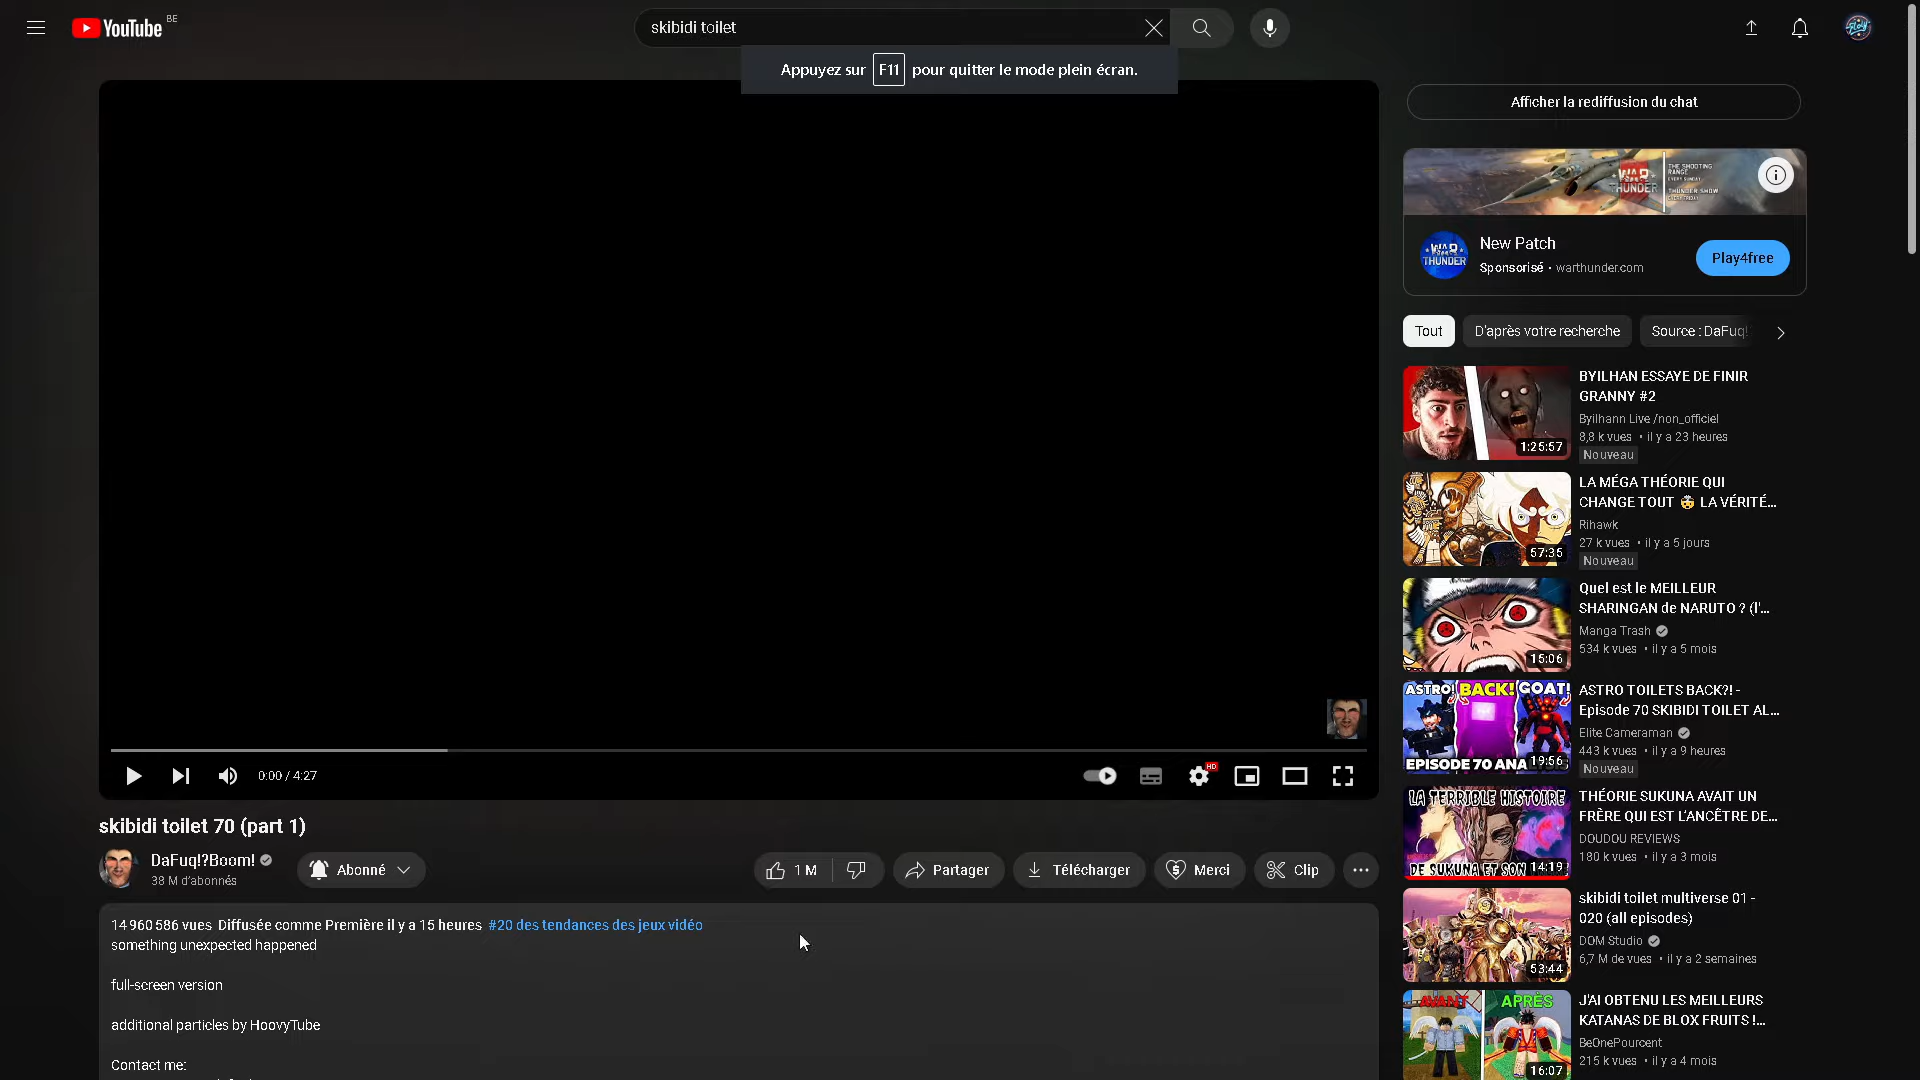 YouTube BE
skibidi toilet
Appuyez sur F11 pour quitter le mode plein écran.
Afficher la rediffusion du chat
WAR THUNDER
THE SHOOTING
RANGE
EVERY SUNDAY
THUNDER SHOW
EVERY FRIDAY
WAR THUNDER
New Patch
Sponsorisé • warthunder.com
Play4free
Tout
D'après votre recherche
Source : DaFuq!
1:25:57
BYILHAN ESSAYE DE FINIR
GRANNY #2
Byilhann Live /non_officiel
8,8 k vues • il y a 23 heures
Nouveau
57:35
LA MÉGA THÉORIE QUI
CHANGE TOUT 🤯 LA VÉRITÉ...
Rihawk
27 k vues • il y a 5 jours
Nouveau
15:06
Quel est le MEILLEUR
SHARINGAN de NARUTO ? (l'...
Manga Trash
534 k vues • il y a 5 mois
ASTRO! BACK! GOAT!
EPISODE 70 ANA
19:56
ASTRO TOILETS BACK?! -
Episode 70 SKIBIDI TOILET AL...
Elite Cameraman
443 k vues • il y a 9 heures
Nouveau
LA TERRIBLE HISTOIRE
DE SUKUNA ET SON
14:19
THÉORIE SUKUNA AVAIT UN
FRÈRE QUI EST L'ANCÊTRE DE...
DOUDOU REVIEWS
180 k vues • il y a 3 mois
53:44
skibidi toilet multiverse 01 -
020 (all episodes)
DOM Studio
6,7 M de vues • il y a 2 semaines
AVANT APRÈS
16:07
J'AI OBTENU LES MEILLEURS
KATANAS DE BLOX FRUITS !...
BeOnePourcent
215 k vues • il y a 4 mois
0:00 / 4:27
HD
skibidi toilet 70 (part 1)
DaFuq!?Boom!
38 M d'abonnés
Abonné
1 M
Partager
Télécharger
Merci
Clip
14 960 586 vues Diffusée comme Première il y a 15 heures #20 des tendances des jeux vidéo
something unexpected happened
full-screen version
additional particles by HoovyTube
Contact me: